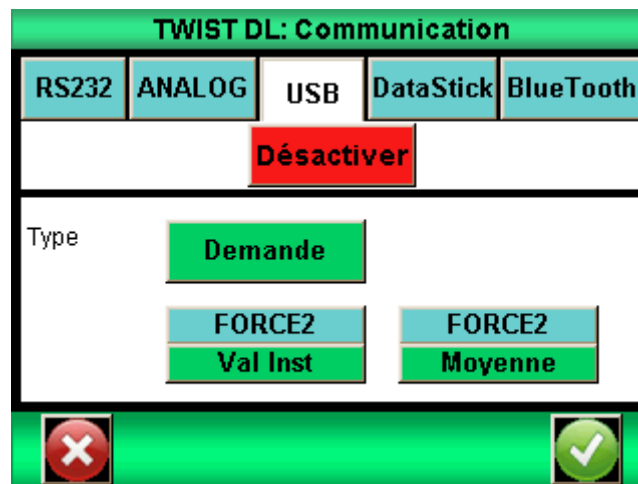 TWIST DL: Communication
RS232 ANALOG USB DataStick BlueTooth
Désactiver
Type Demande
FORCE2 FORCE2
Val Inst Moyenne